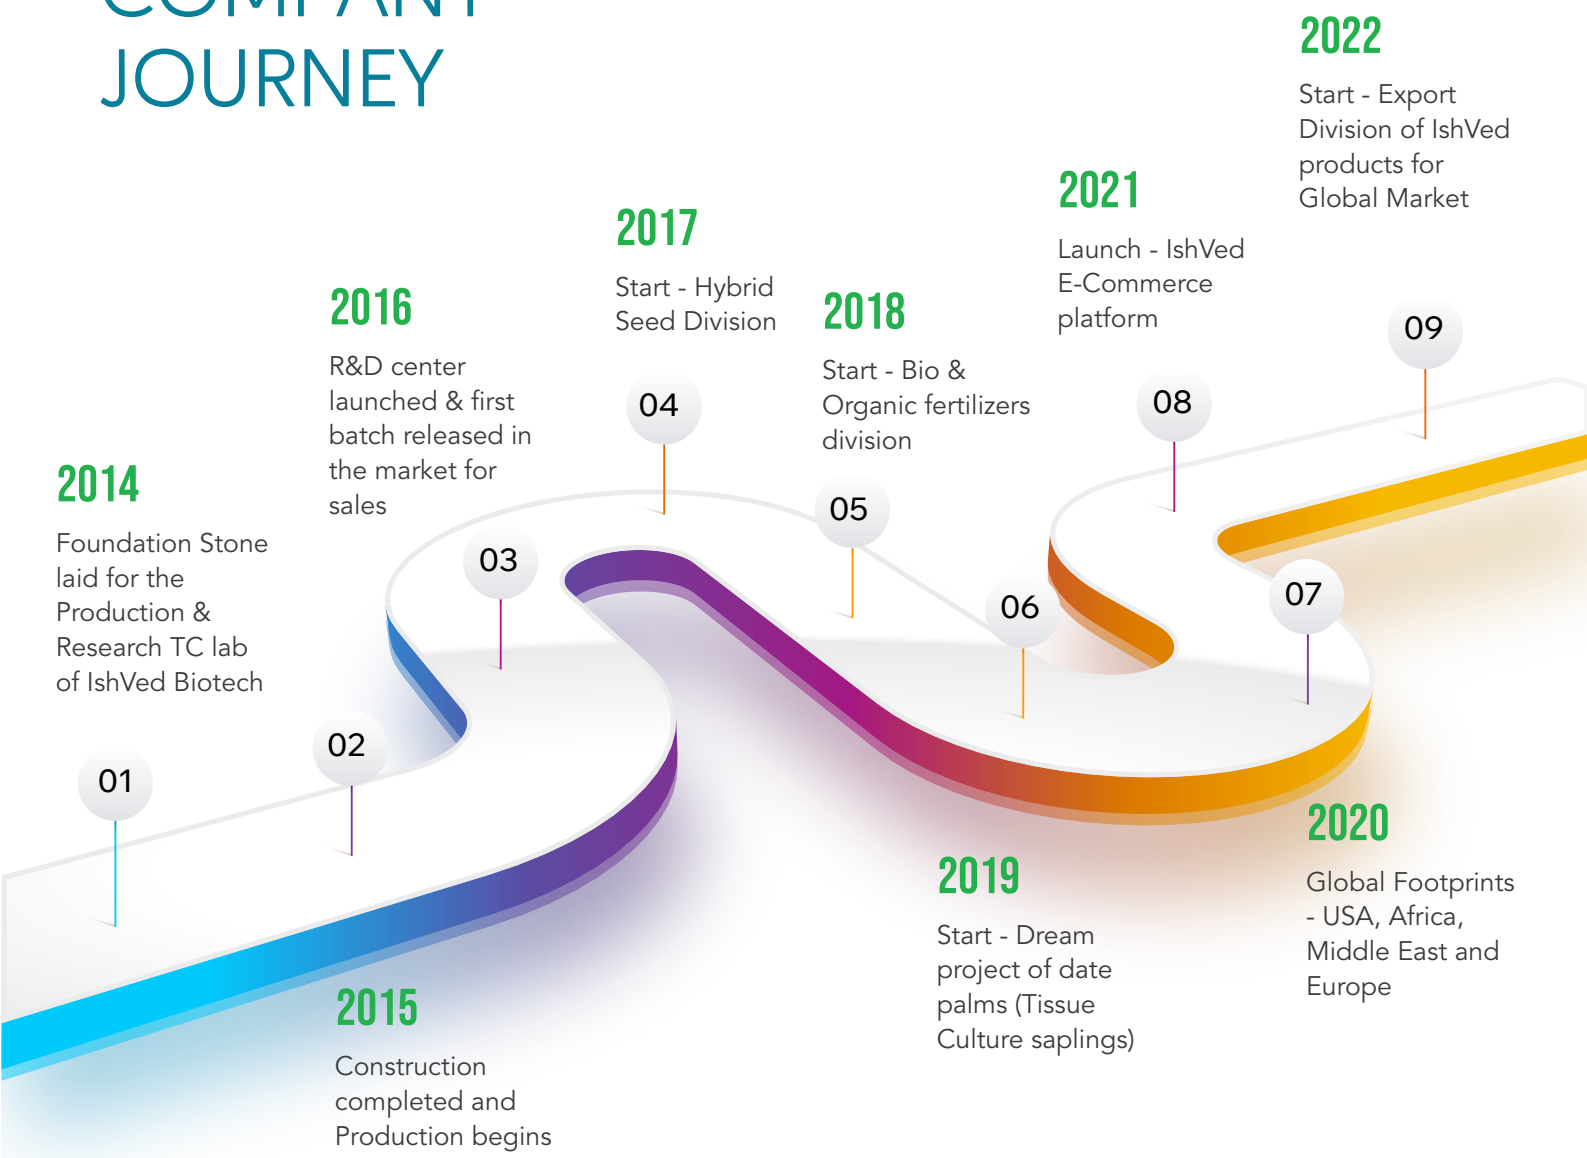 COMPANY
JOURNEY
2014
Foundation Stone
laid for the
Production &
Research TC lab
of IshVed Biotech
01
2015
Construction
completed and
Production begins
02
2016
R&D center
launched & first
batch released in
the market for
sales
03
2017
Start - Hybrid
Seed Division
04
2018
Start - Bio &
Organic fertilizers
division
05
2019
Start - Dream
project of date
palms (Tissue
Culture saplings)
06
2020
Global Footprints
- USA, Africa,
Middle East and
Europe
07
2021
Launch - IshVed
E-Commerce
platform
08
2022
Start - Export
Division of IshVed
products for
Global Market
09